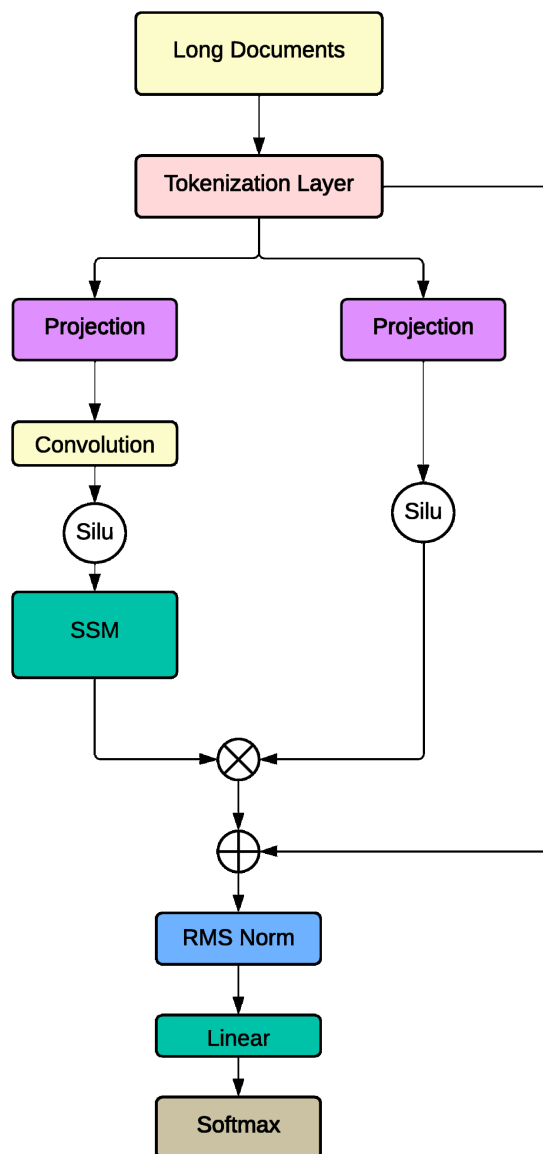 Long Documents
Tokenization Layer
Projection
Projection
Convolution
Silu
Silu
SSM
RMS Norm
Linear
Softmax